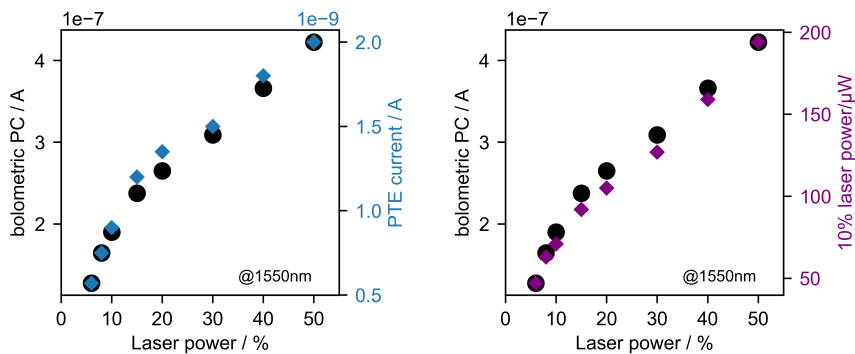 1e−7
1e−9
bolometric PC / A
4
3
2
2.0
1.5
1.0
0.5
PTE current / A
@1550nm
0 10 20 30 40 50
Laser power / %
1e−7
bolometric PC / A
4
3
2
200
150
100
50
10% laser power/μW
@1550nm
0 10 20 30 40 50
Laser power / %